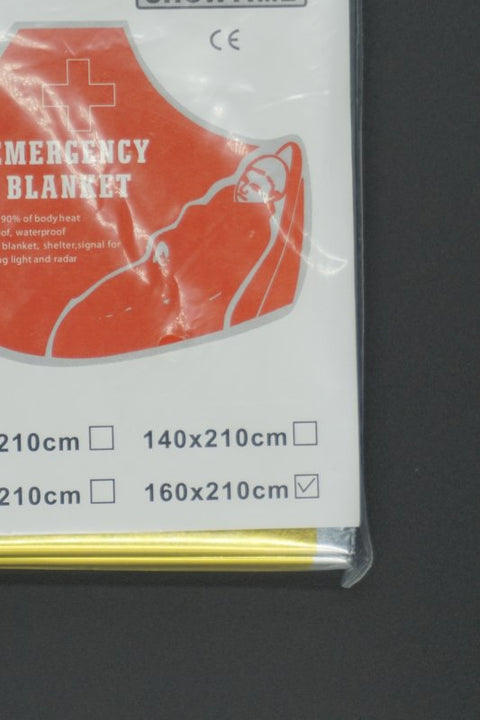 CE
EMERGENCY
BLANKET
90% of body heat
waterproof
blanket, shelter,signal for
light and radar
210cm
140x210cm
210cm
160x210cm